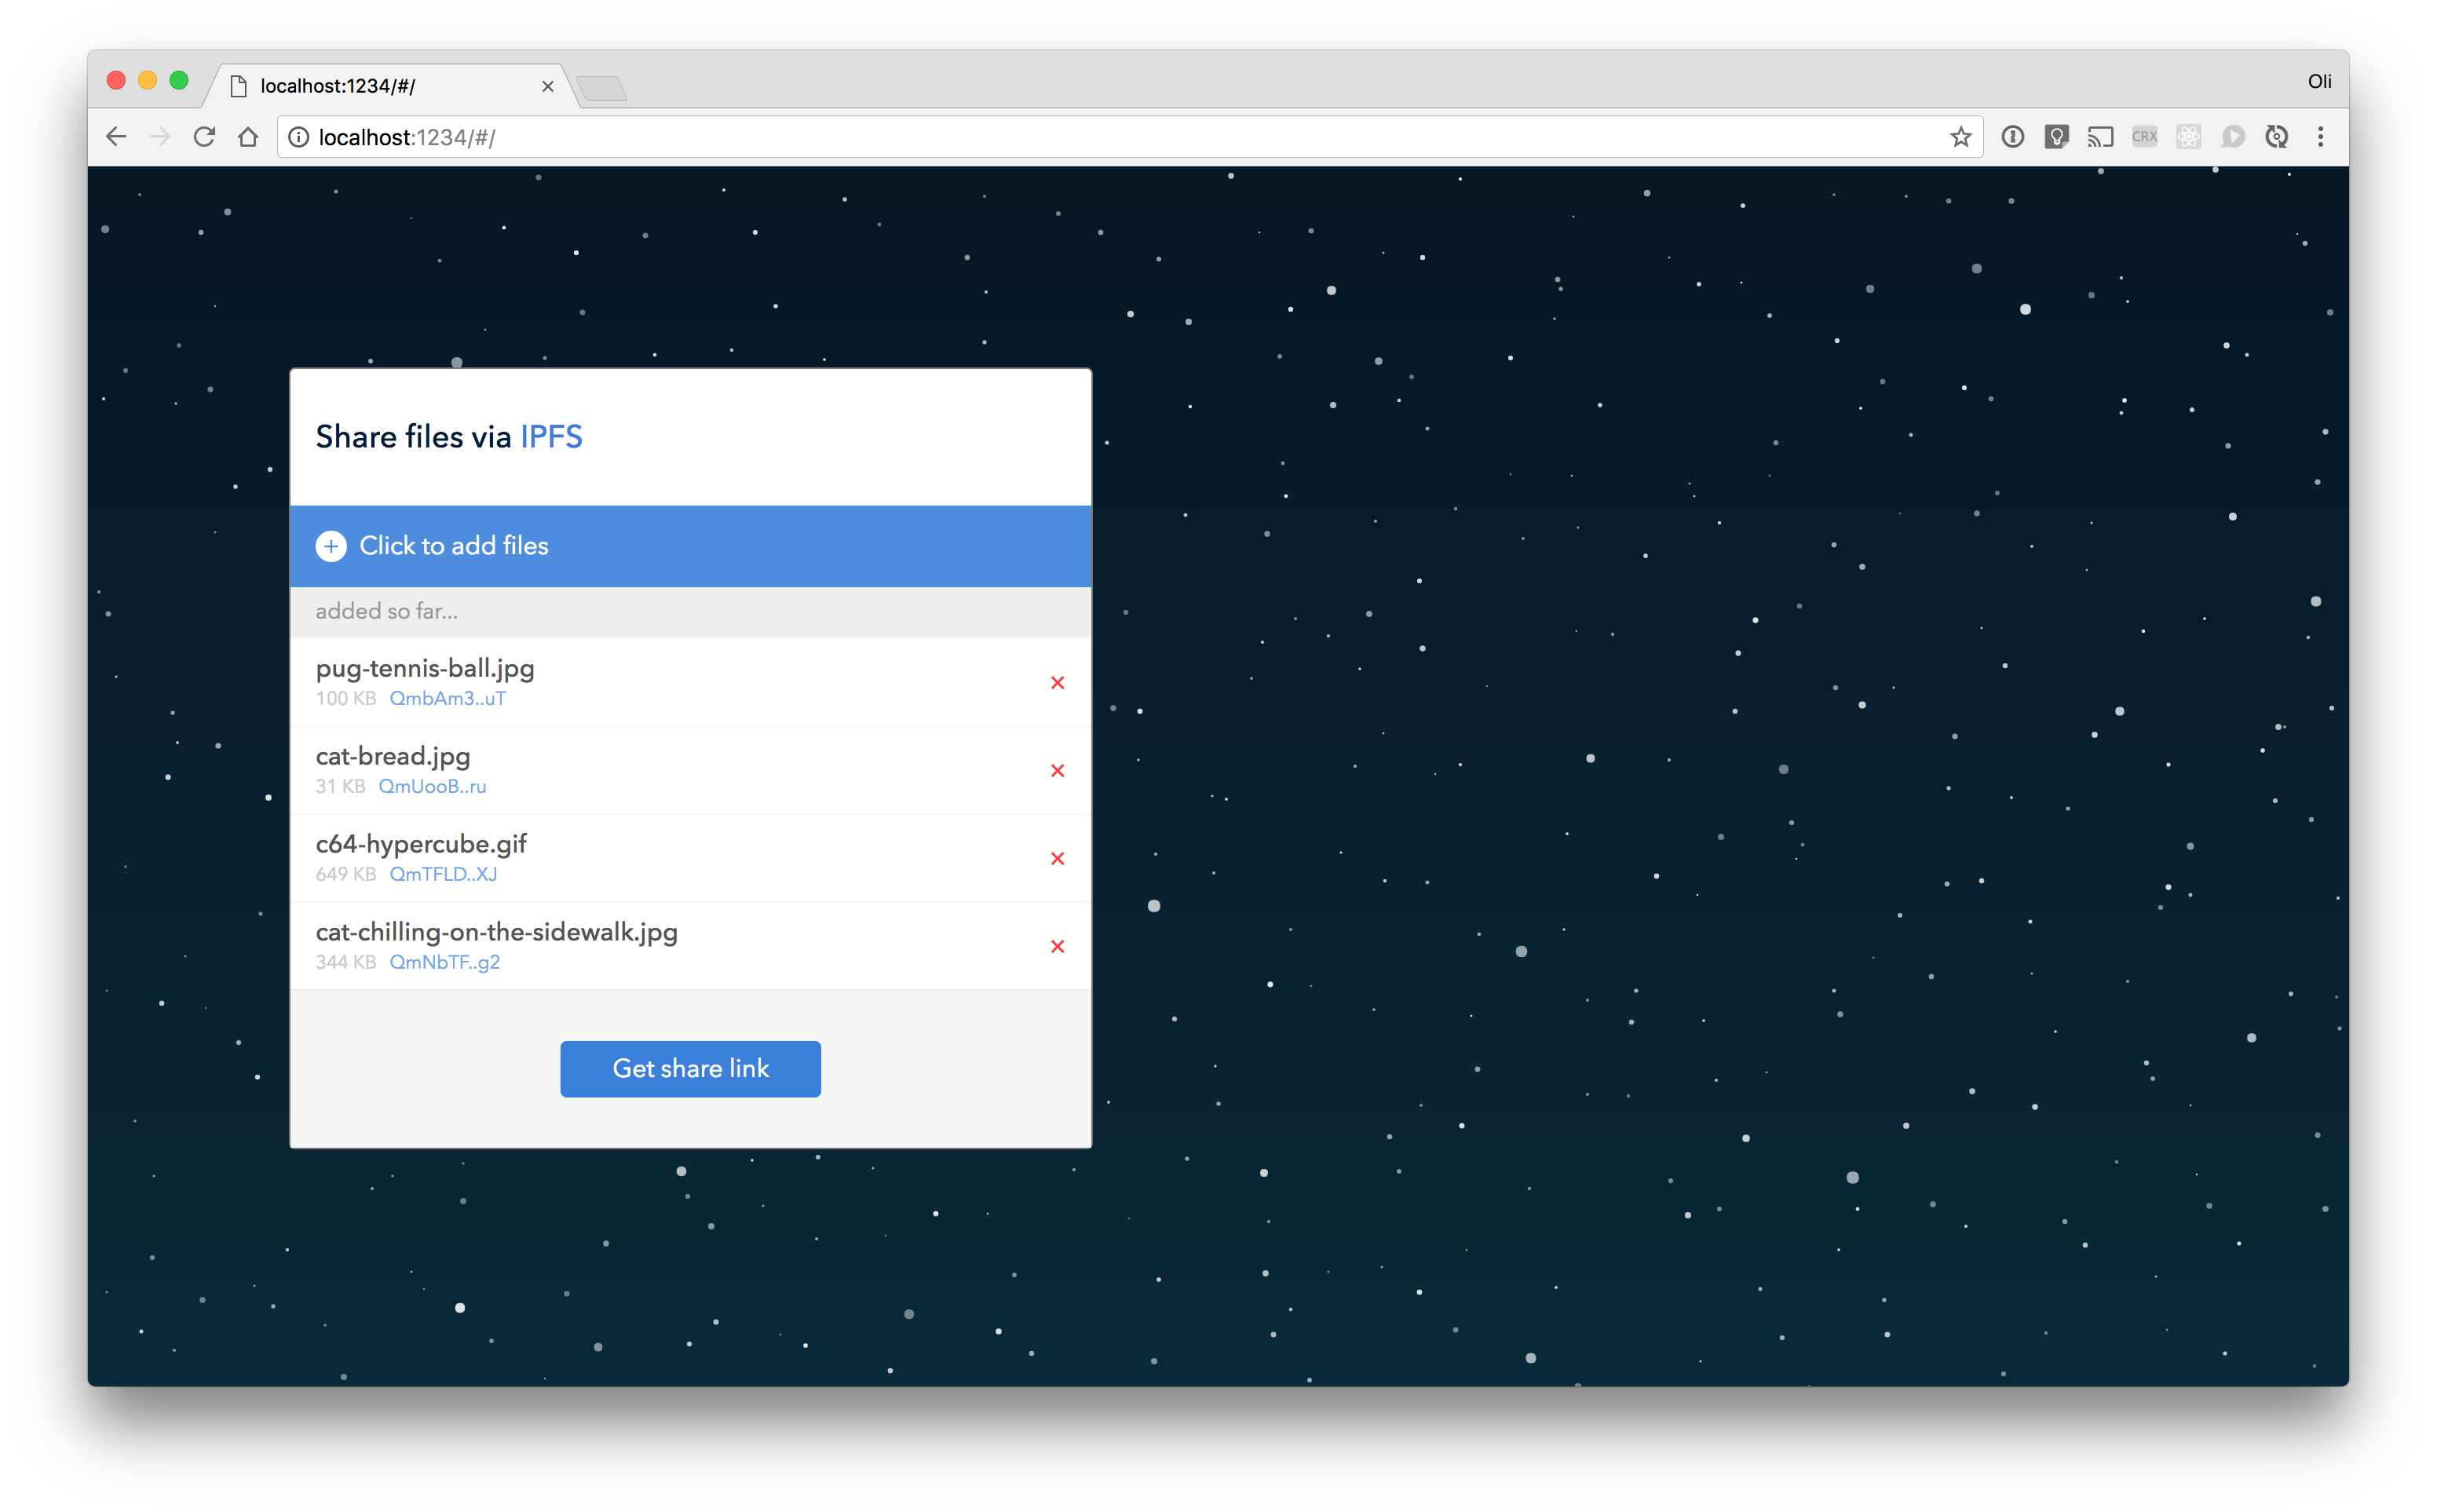 localhost:1234/#/
Oli
localhost:1234/#/
CRX
Share files via IPFS
Click to add files
added so far...
pug-tennis-ball.jpg
100 KB QmbAm3..uT
cat-bread.jpg
31 KB QmUooB..ru
c64-hypercube.gif
649 KB QmTFLD..XJ
cat-chilling-on-the-sidewalk.jpg
344 KB QmNbTF..g2
Get share link